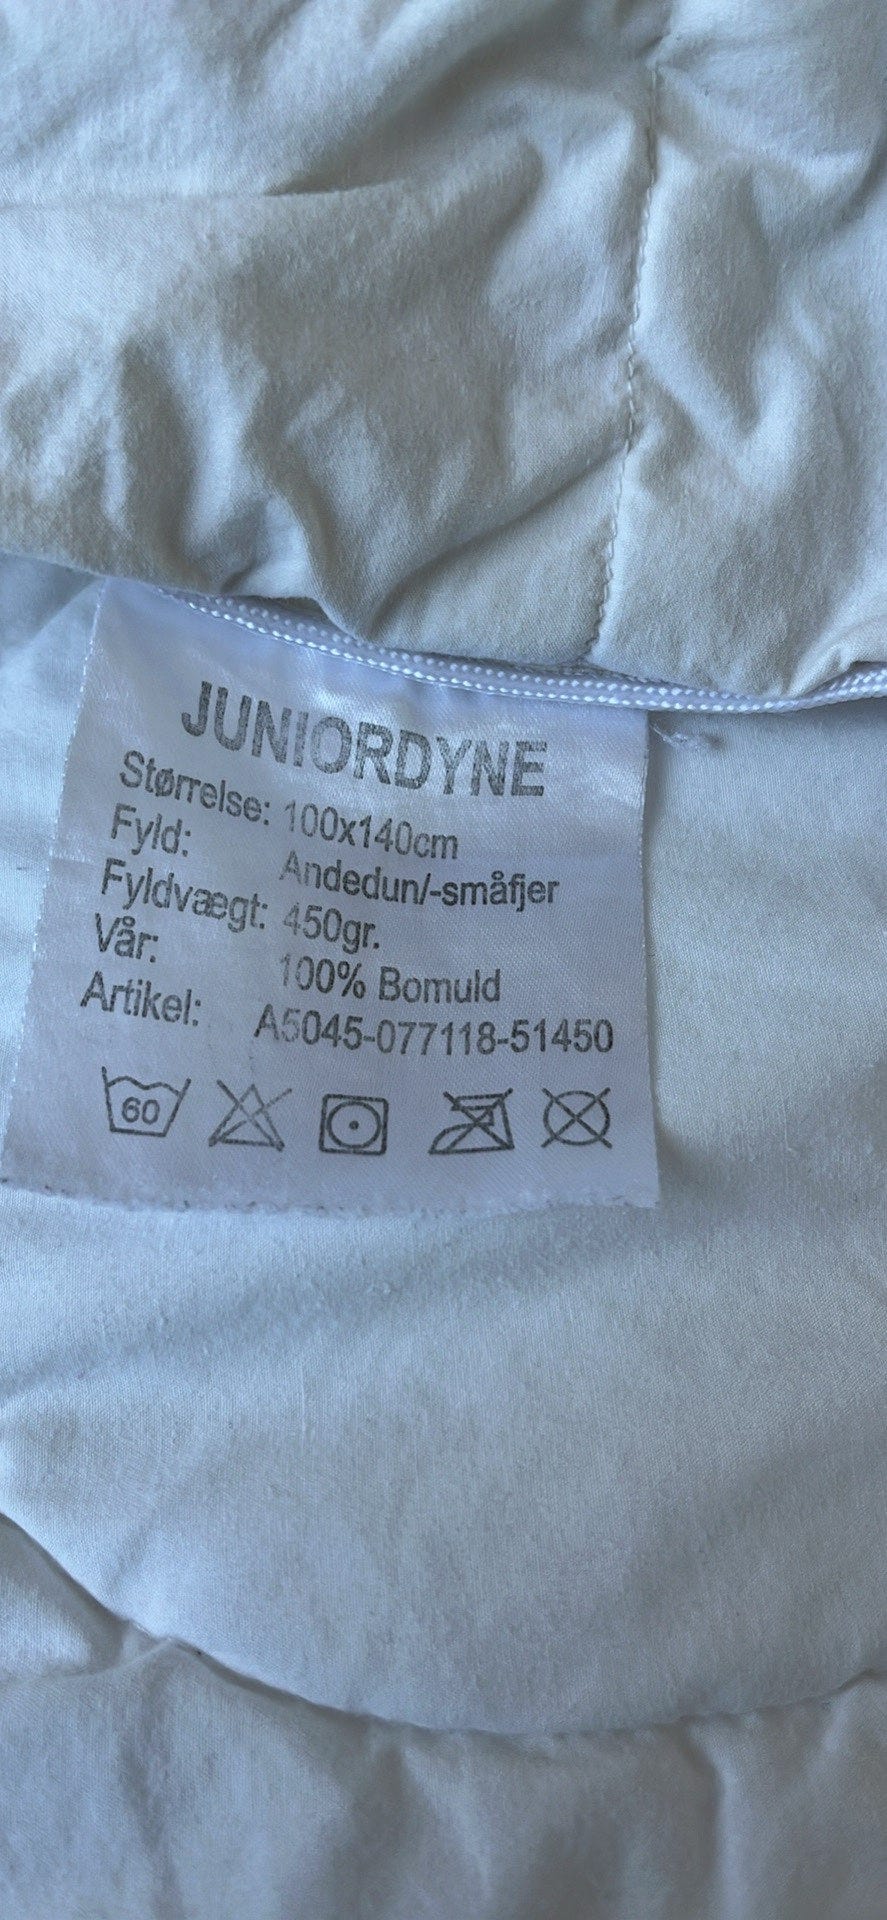 JUNIORDYNE
Størrelse: 100x140cm
Fyld: Andedun/-småfjer
Fyldvægt: 450gr.
Vår: 100% Bomuld
Artikel: A5045-077118-51450
60